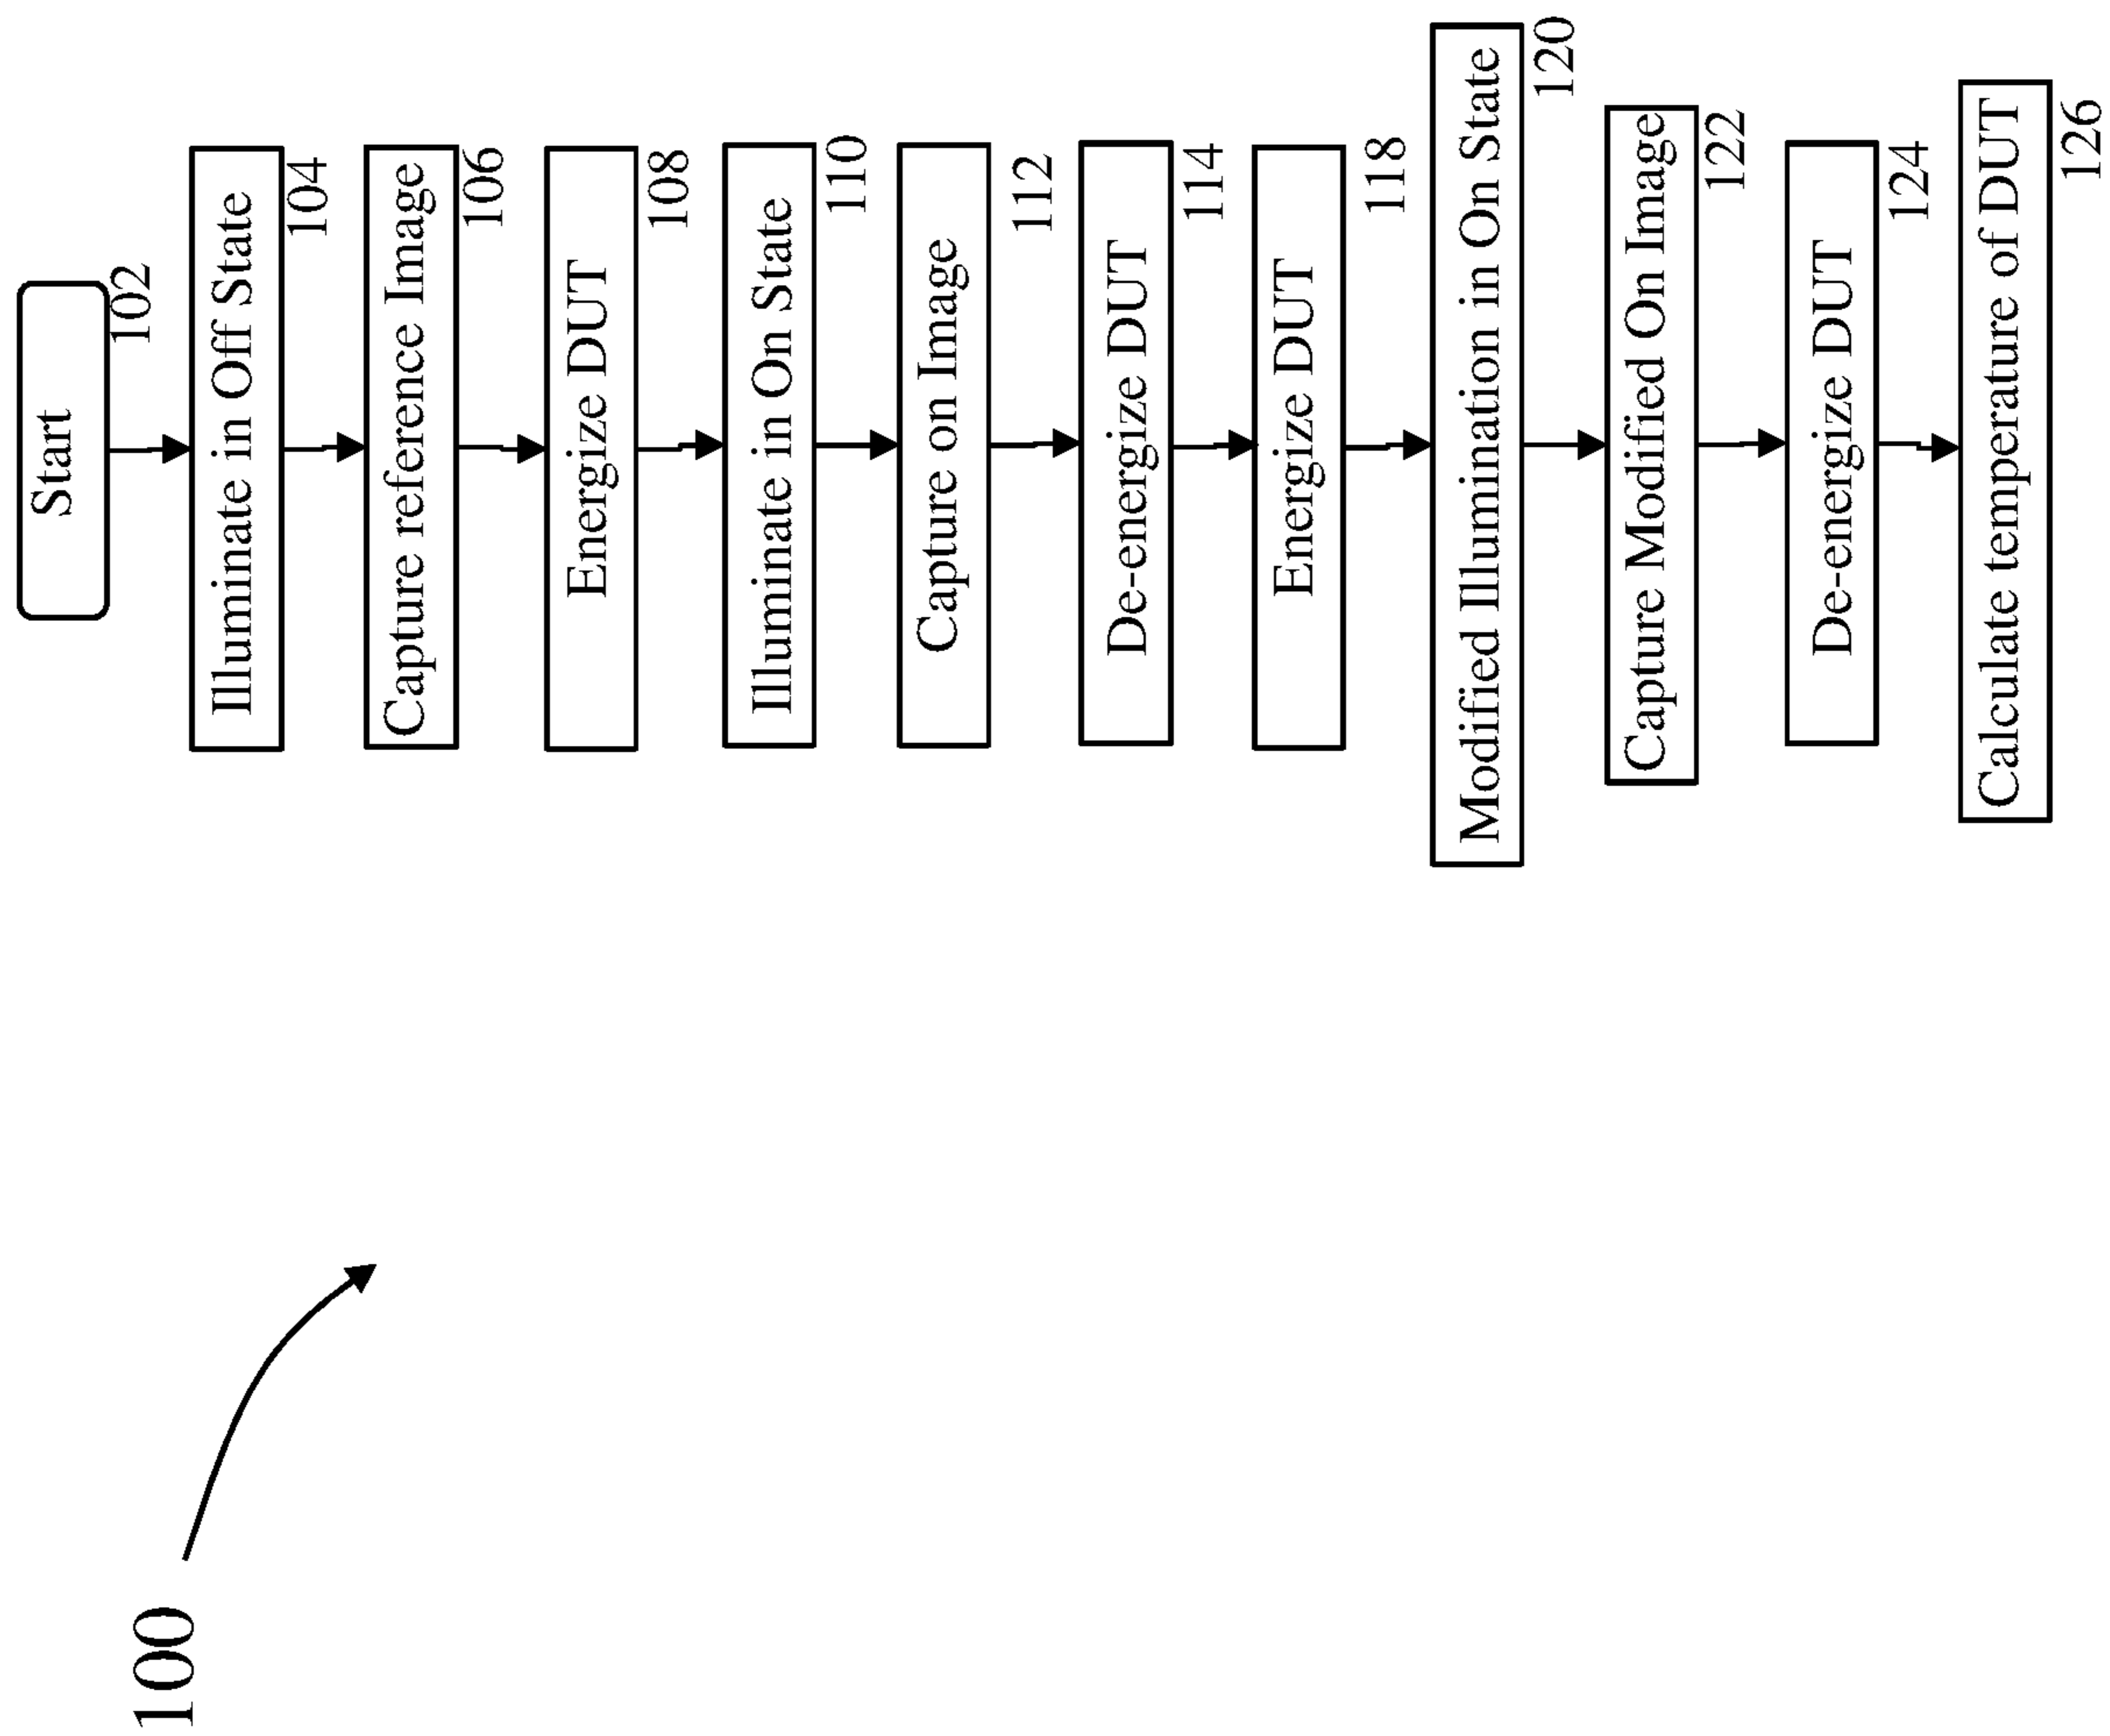 100
Start
102
Illuminate in Off State
104
Capture reference Image
106
Energize DUT
108
Illuminate in On State
110
Capture on Image
112
De-energize DUT
114
Energize DUT
118
Modified Illumination in On State
120
Capture Modified On Image
122
De-energize DUT
124
Calculate temperature of DUT
126